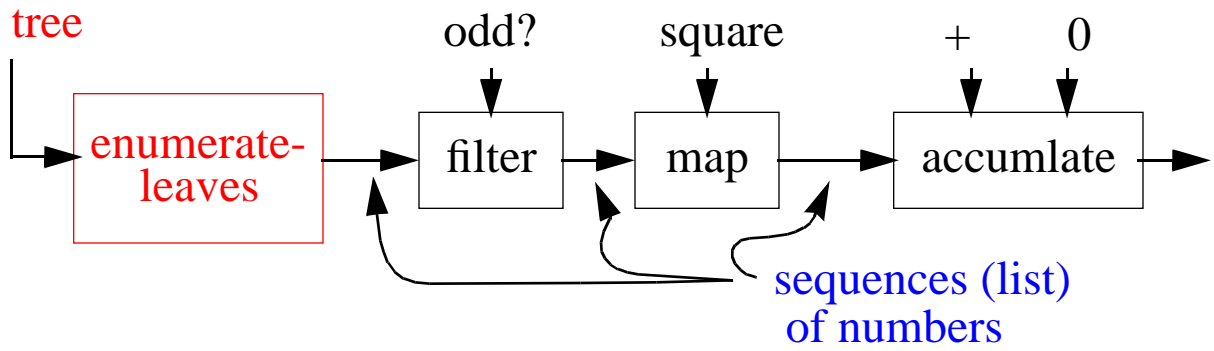 tree
odd?
square
+
0
enumerate-
leaves
filter
map
accumlate
sequences (list)
of numbers